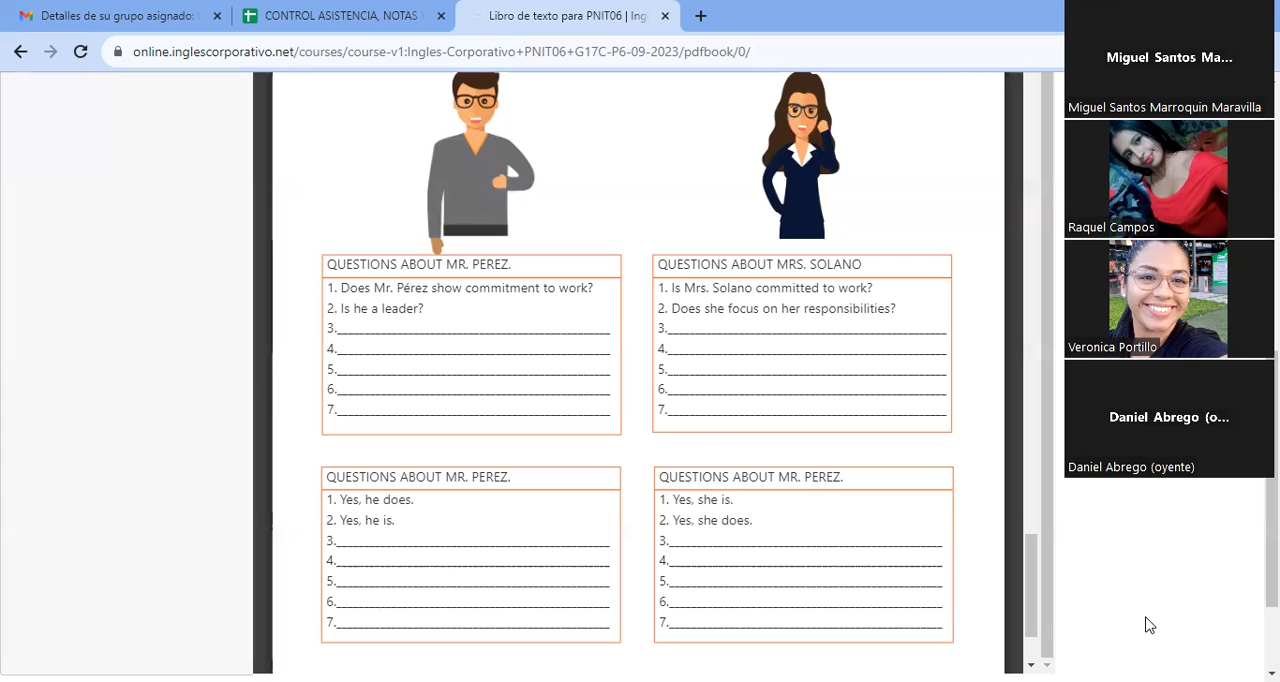 Detalles de su grupo asignado:
CONTROL ASISTENCIA, NOTAS Y
Libro de texto para PNIT06 | Ing
online.inglescorporativo.net/courses/course-v1:Ingles-Corporativo+PNIT06+G17C-P6-09-2023/pdfbook/0/
Miguel Santos Ma...
Miguel Santos Marroquin Maravilla
Raquel Campos
Veronica Portillo
Daniel Abrego (o...
Daniel Abrego (oyente)
QUESTIONS ABOUT MR. PEREZ.
1. Does Mr. Pérez show commitment to work?
2. Is he a leader?
3.
4.
5.
6.
7.
QUESTIONS ABOUT MRS. SOLANO
1. Is Mrs. Solano committed to work?
2. Does she focus on her responsibilities?
3.
4.
5.
6.
7.
QUESTIONS ABOUT MR. PEREZ.
1. Yes, he does.
2. Yes, he is.
3.
4.
5.
6.
7.
QUESTIONS ABOUT MR. PEREZ.
1. Yes, she is.
2. Yes, she does.
3.
4.
5.
6.
7.